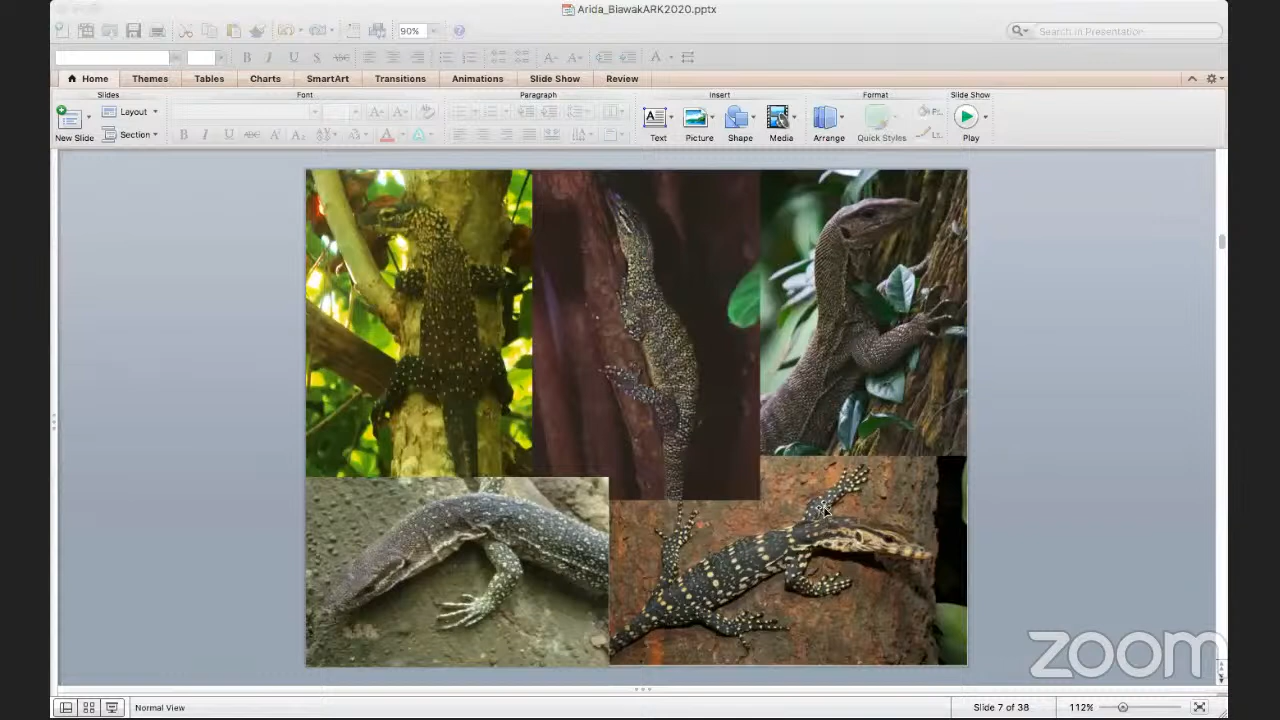 Arida_BiawakARK2020.pptx
90%
Search in Presentation
Home Themes Tables Charts SmartArt Transitions Animations Slide Show Review
Slides Font Paragraph Insert Format Slide Show
New Slide Layout Section Text Picture Shape Media Arrange Quick Styles Play
Normal View Slide 7 of 38 112%
zoom